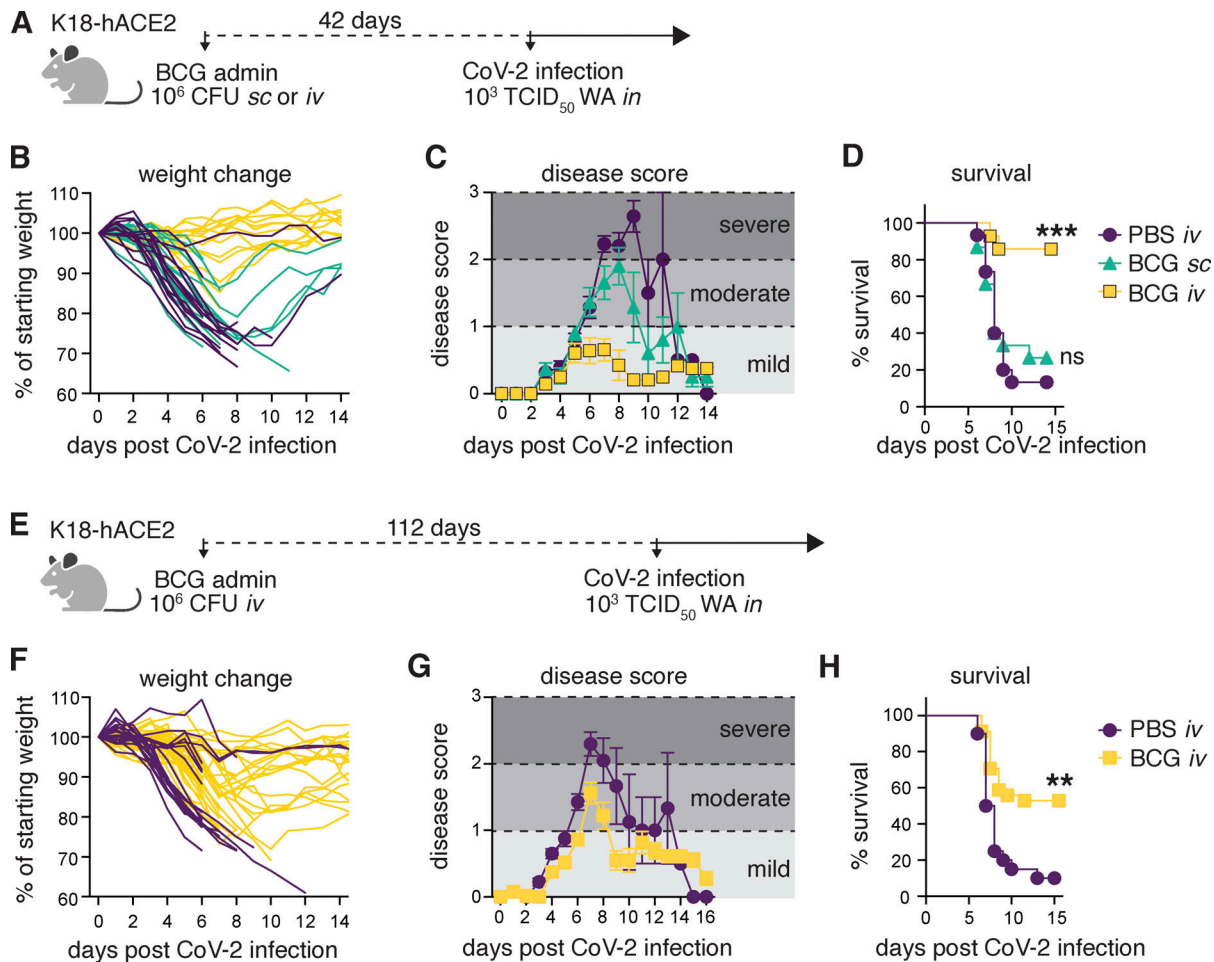 A
K18-hACE2
42 days
BCG admin
10⁶ CFU sc or iv
CoV-2 infection
10³ TCID₅₀ WA in
B
weight change
% of starting weight
110
100
90
80
70
60
0 2 4 6 8 10 12 14
days post CoV-2 infection
C
disease score
disease score
3
2
1
0
severe
moderate
mild
0 2 4 6 8 10 12 14
days post CoV-2 infection
D
survival
% survival
100
80
60
40
20
0
***
ns
0 5 10 15
days post CoV-2 infection
PBS iv
BCG sc
BCG iv
E
K18-hACE2
112 days
BCG admin
10⁶ CFU iv
CoV-2 infection
10³ TCID₅₀ WA in
F
weight change
% of starting weight
110
100
90
80
70
60
0 2 4 6 8 10 12 14
days post CoV-2 infection
G
disease score
disease score
3
2
1
0
severe
moderate
mild
0 2 4 6 8 10 12 14 16
days post CoV-2 infection
H
survival
% survival
100
80
60
40
20
0
**
0 5 10 15
days post CoV-2 infection
PBS iv
BCG iv